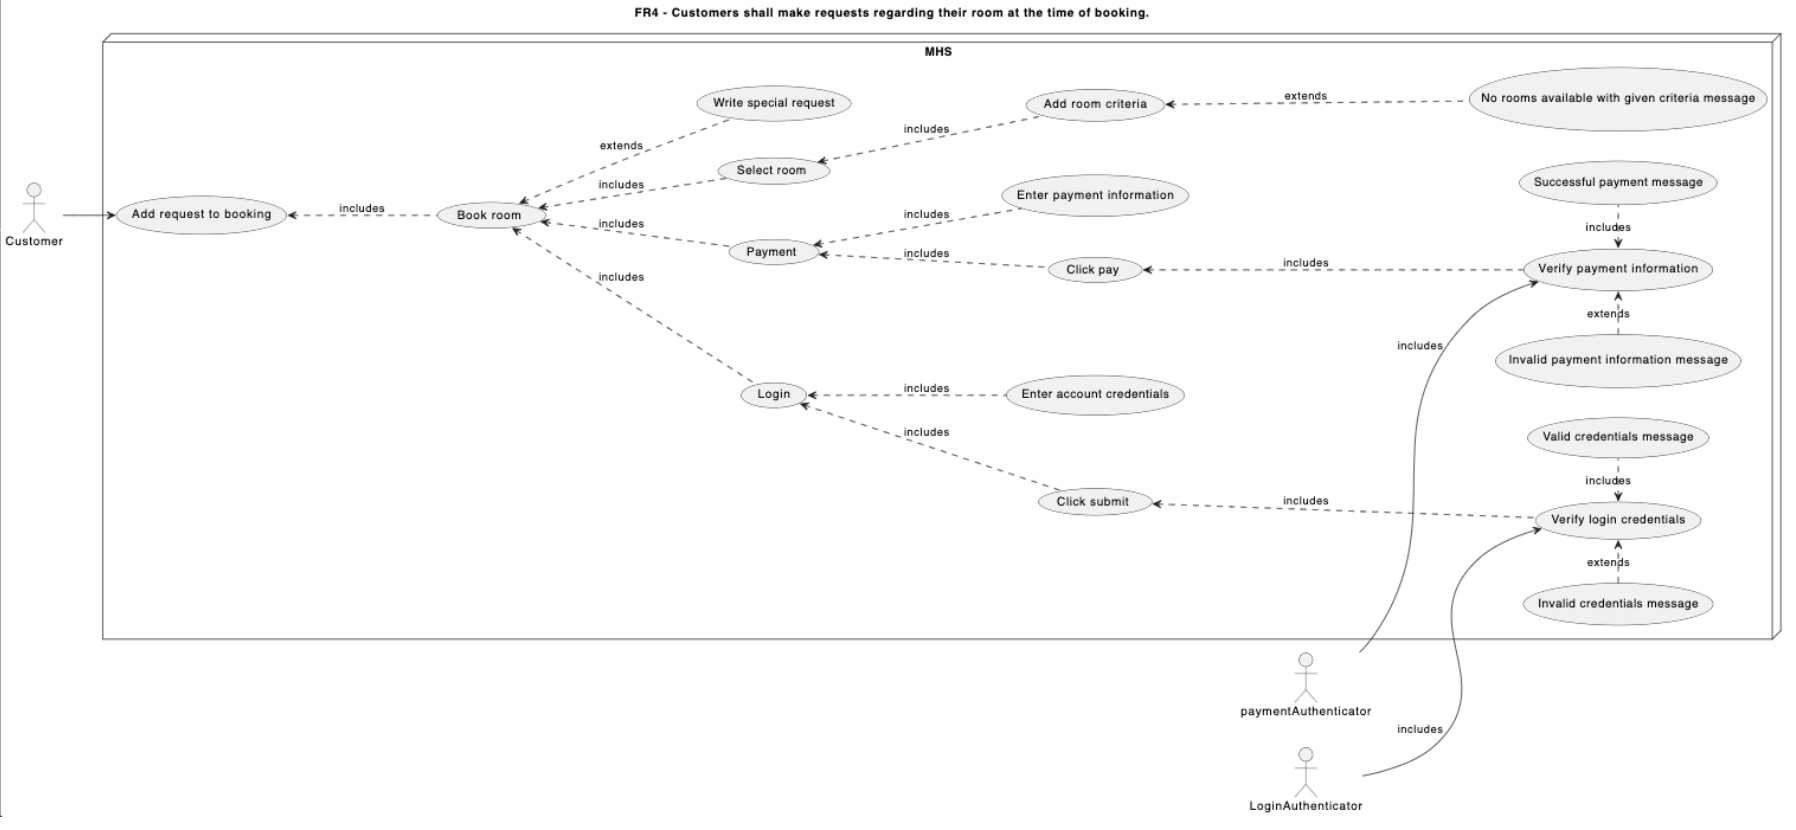 FR4 - Customers shall make requests regarding their room at the time of booking.
MHS
Write special request
Add room criteria
extends
No rooms available with given criteria message
includes
extends
Select room
includes
Successful payment message
Enter payment information
Customer
Add request to booking
includes
Book room
includes
includes
includes
Payment
includes
Click pay
includes
Verify payment information
includes
extends
includes
Invalid payment information message
Login
includes
Enter account credentials
includes
Valid credentials message
includes
Click submit
includes
Verify login credentials
extends
Invalid credentials message
paymentAuthenticator
includes
LoginAuthenticator